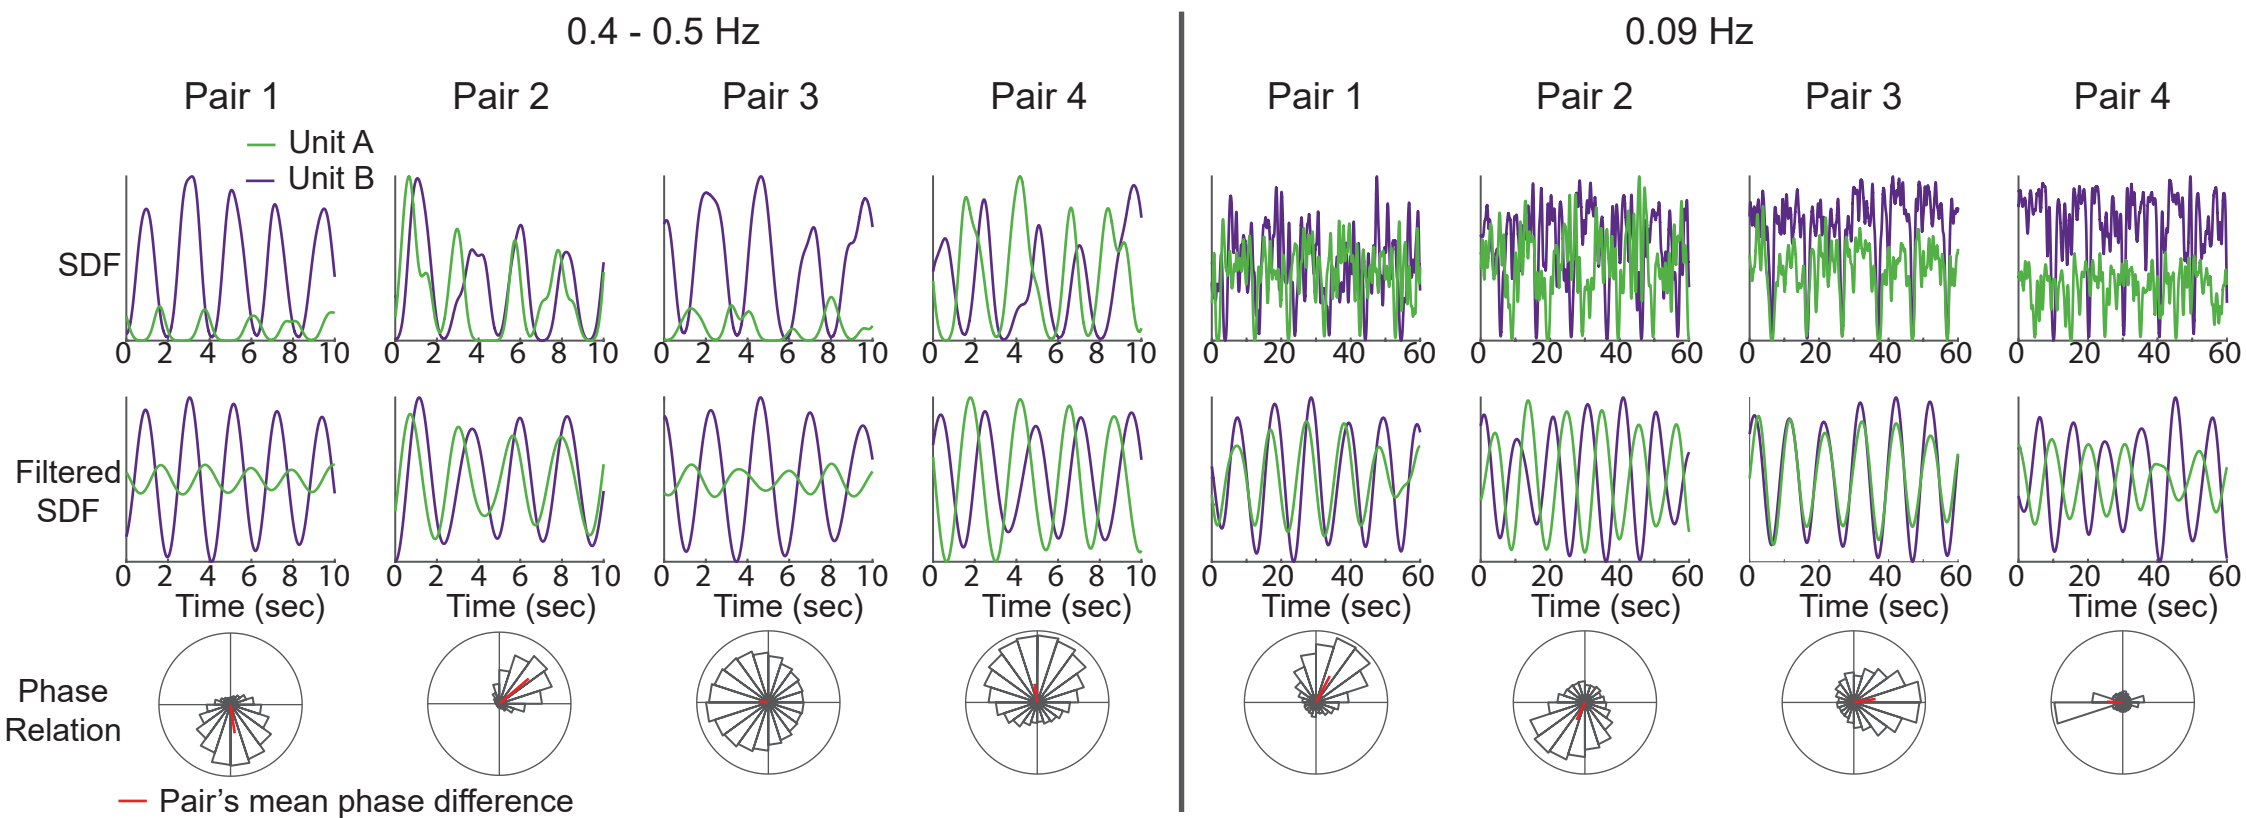 0.4 - 0.5 Hz 0.09 Hz
Pair 1 Pair 2 Pair 3 Pair 4 Pair 1 Pair 2 Pair 3 Pair 4
Unit A
Unit B
SDF
0 2 4 6 8 10 0 2 4 6 8 10 0 2 4 6 8 10 0 2 4 6 8 10 0 20 40 60 0 20 40 60 0 20 40 60 0 20 40 60
Filtered
SDF
0 2 4 6 8 10 0 2 4 6 8 10 0 2 4 6 8 10 0 2 4 6 8 10 0 20 40 60 0 20 40 60 0 20 40 60 0 20 40 60
Time (sec) Time (sec) Time (sec) Time (sec) Time (sec) Time (sec) Time (sec) Time (sec)
Phase
Relation
Pair’s mean phase difference